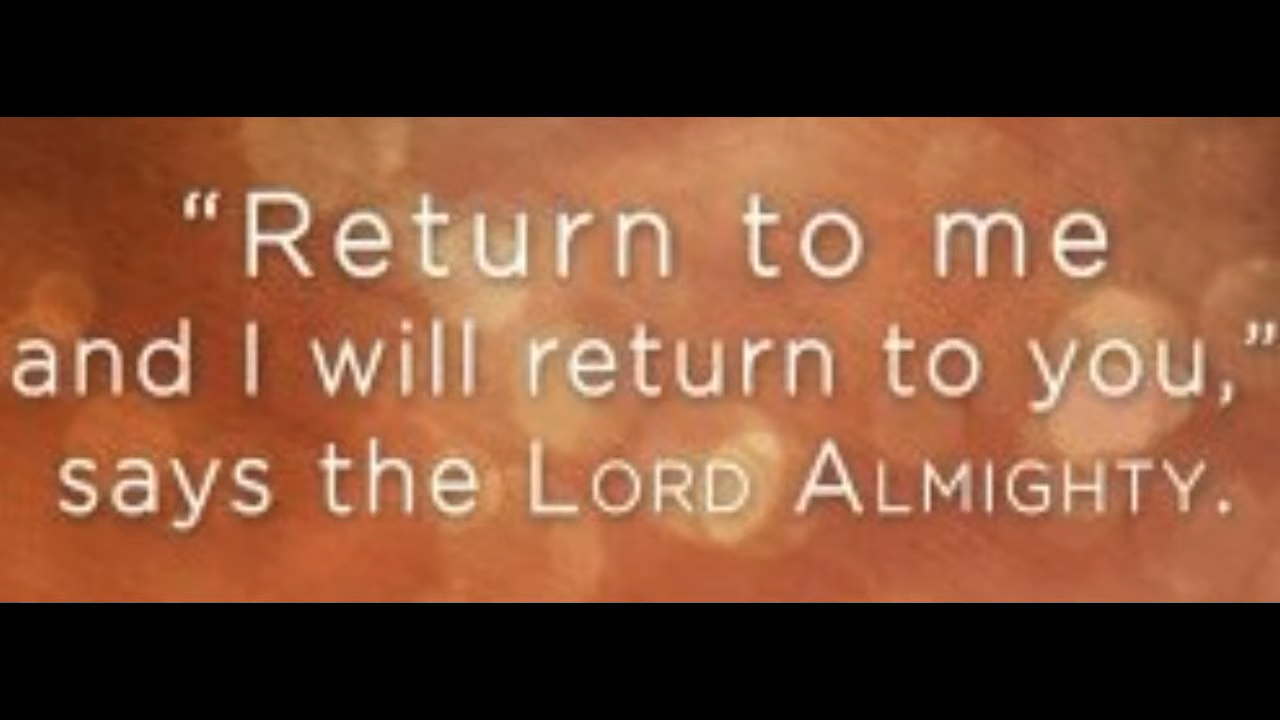 “Return to me
and I will return to you,”
says the LORD ALMIGHTY.